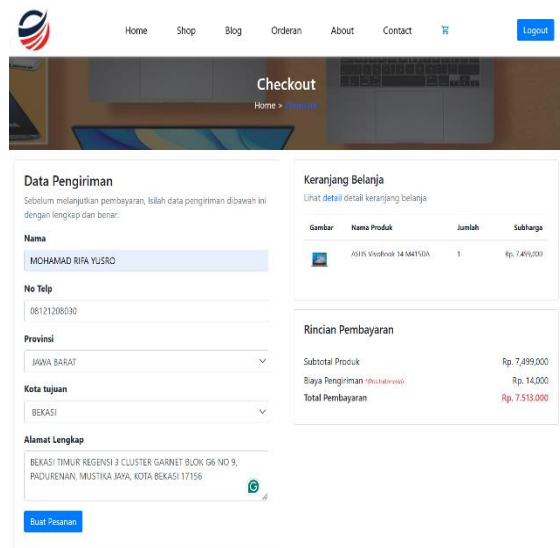 Home Shop Blog Orderan About Contact Logout
Checkout
Home > Checkout
Data Pengiriman
Sebelum melanjutkan pembayaran, Isilah data pengiriman dibawah ini
dengan lengkap dan benar.
Nama
MOHAMAD RIFA YUSRO
No Telp
08121208030
Provinsi
JAWA BARAT
Kota tujuan
BEKASI
Alamat Lengkap
BEKASI TIMUR REGENSI 3 CLUSTER GARNET BLOK G6 NO 9,
PADURENAN, MUSTIKA JAYA, KOTA BEKASI 17156
Buat Pesanan
Keranjang Belanja
Lihat detail detail keranjang belanja
Gambar Nama Produk Jumlah Subharga
ASUS VivoBook 14 M415DA 1 Rp. 7,499,000
Rincian Pembayaran
Subtotal Produk Rp. 7,499,000
Biaya Pengiriman Rp. 14,000
Total Pembayaran Rp. 7.513.000